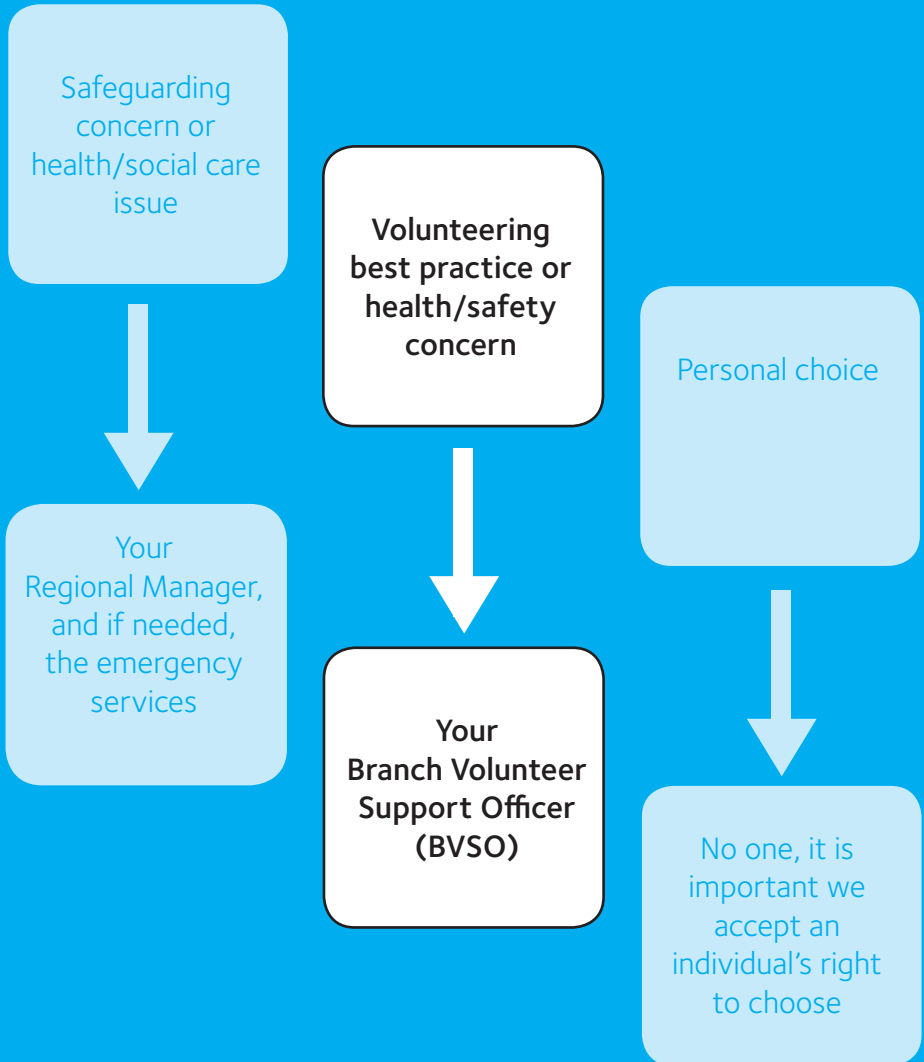 Safeguarding
concern or
health/social care
issue
Your
Regional Manager,
and if needed,
the emergency
services
Volunteering
best practice or
health/safety
concern
Your
Branch Volunteer
Support Officer
(BVSO)
Personal choice
No one, it is
important we
accept an
individual’s right
to choose